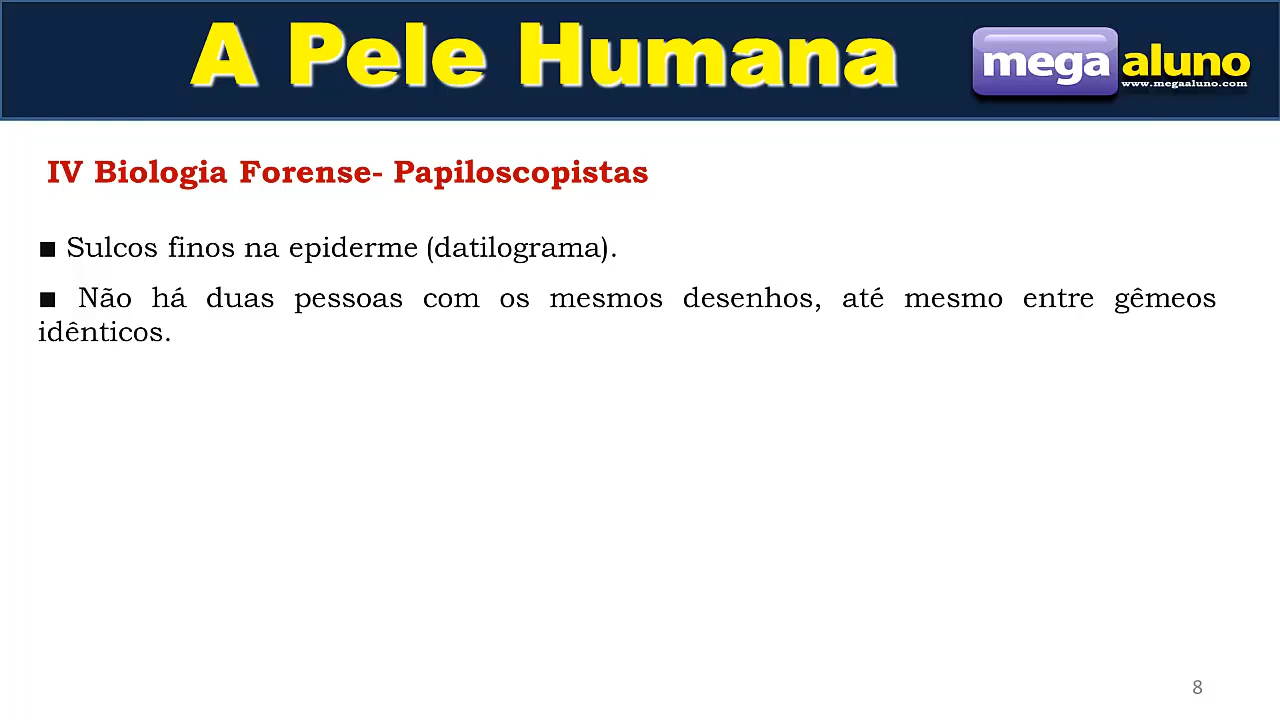 A Pele Humana
mega aluno
www.megaaluno.com
IV Biologia Forense- Papiloscopistas
▪ Sulcos finos na epiderme (datilograma).
▪ Não há duas pessoas com os mesmos desenhos, até mesmo entre gêmeos
idênticos.
8